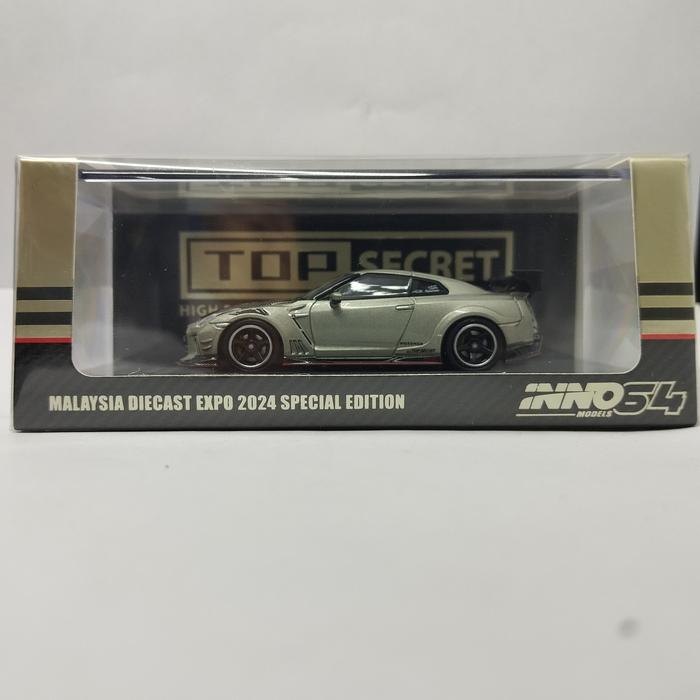 TOP SECRET
MALAYSIA DIECAST EXPO 2024 SPECIAL EDITION
INNO64
MODELS